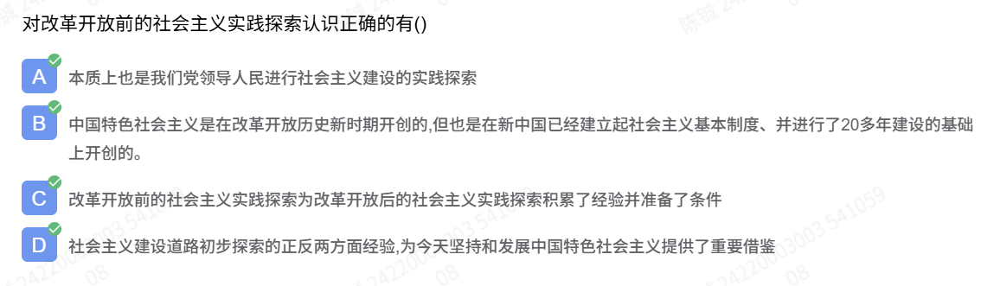 对改革开放前的社会主义实践探索认识正确的有()
A 本质上也是我们党领导人民进行社会主义建设的实践探索
B 中国特色社会主义是在改革开放历史新时期开创的,但也是在新中国已经建立起社会主义基本制度、并进行了20多年建设的基础
上开创的。
C 改革开放前的社会主义实践探索为改革开放后的社会主义实践探索积累了经验并准备了条件
D 社会主义建设道路初步探索的正反两方面经验,为今天坚持和发展中国特色社会主义提供了重要借鉴